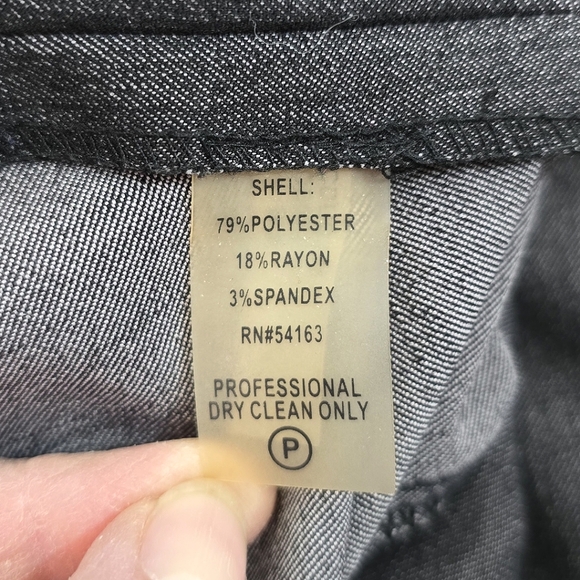 SHELL:
79%POLYESTER
18%RAYON
3%SPANDEX
RN#54163
PROFESSIONAL
DRY CLEAN ONLY
P